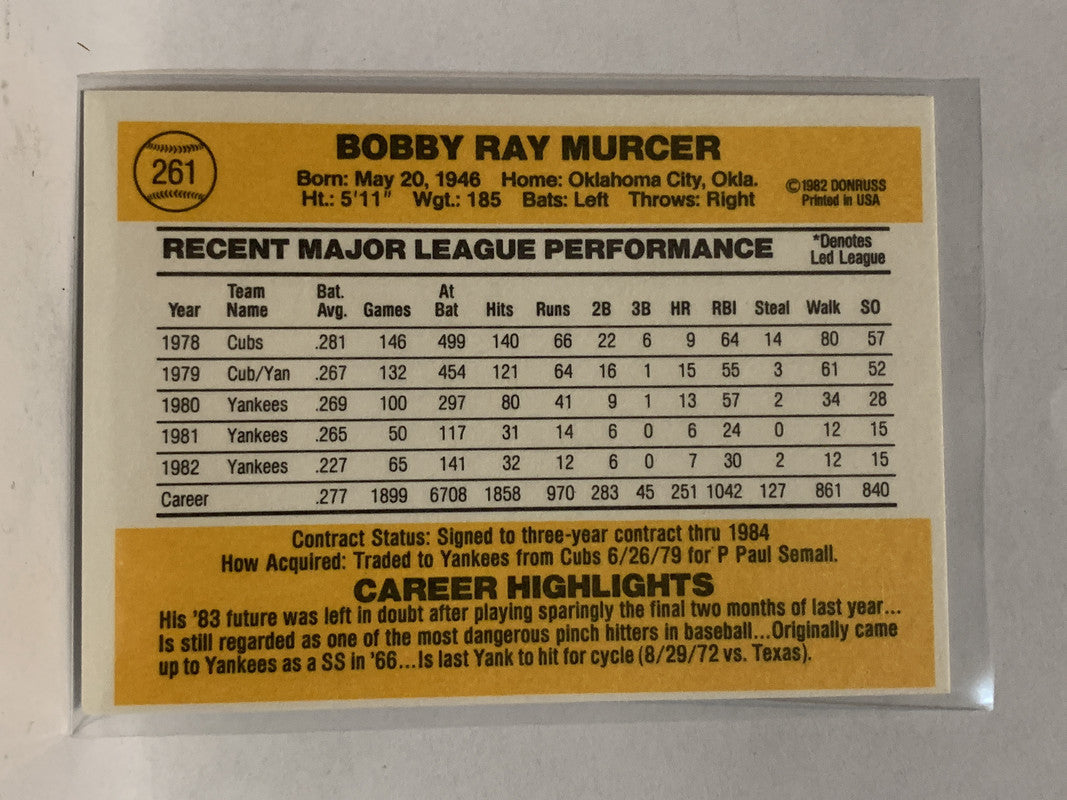 261
BOBBY RAY MURCER
Born: May 20, 1946 Home: Oklahoma City, Okla.
Ht.: 5'11" Wgt.: 185 Bats: Left Throws: Right
©1982 DONRUSS
Printed in USA
RECENT MAJOR LEAGUE PERFORMANCE
*Denotes
Led League
Year Team Name Bat. Avg. Games At Bat Hits Runs 2B 3B HR RBI Steal Walk SO
1978 Cubs .281 146 499 140 66 22 6 9 64 14 80 57
1979 Cub/Yan .267 132 454 121 64 16 1 15 55 3 61 52
1980 Yankees .269 100 297 80 41 9 1 13 57 2 34 28
1981 Yankees .265 50 117 31 14 6 0 6 24 0 12 15
1982 Yankees .227 65 141 32 12 6 0 7 30 2 12 15
Career .277 1899 6708 1858 970 283 45 251 1042 127 861 840
Contract Status: Signed to three-year contract thru 1984
How Acquired: Traded to Yankees from Cubs 6/26/79 for P Paul Semall.
CAREER HIGHLIGHTS
His '83 future was left in doubt after playing sparingly the final two months of last year...
Is still regarded as one of the most dangerous pinch hitters in baseball...Originally came
up to Yankees as a SS in '66...Is last Yank to hit for cycle (8/29/72 vs. Texas).